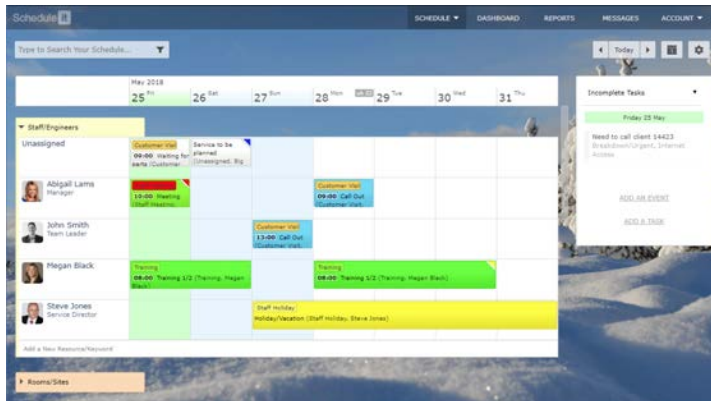 Schedule it
SCHEDULE ▼ DASHBOARD REPORTS MESSAGES ACCOUNT ▼
Type to Search Your Schedule...
Today
May 2018
25 Fri 26 Sat 27 Sun 28 Mon 29 Tue 30 Wed 31 Thu
Incomplete Tasks
Friday 25 May
Need to call client 14423
Breakdown/Urgent, Internet
Access
ADD AN EVENT
ADD A TASK
Staff/Engineers
Unassigned
Customer Visit
09:00 Waiting for
parts (Customer
Service to be
planned
(Unassigned, Big
Abigail Lams
Manager
10:00 Meeting
(Staff Meeting,
Customer Visit
09:00 Call Out
(Customer Visit,
John Smith
Team Leader
Customer Visit
13:00 Call Out
(Customer Visit,
Megan Black
Training
08:00 Training 1/2 (Training, Megan
Black)
Training
08:00 Training 1/2 (Training, Megan Black)
Steve Jones
Service Director
Staff Holiday
Holiday/Vacation (Staff Holiday, Steve Jones)
Add a New Resource/Keyword
Rooms/Sites